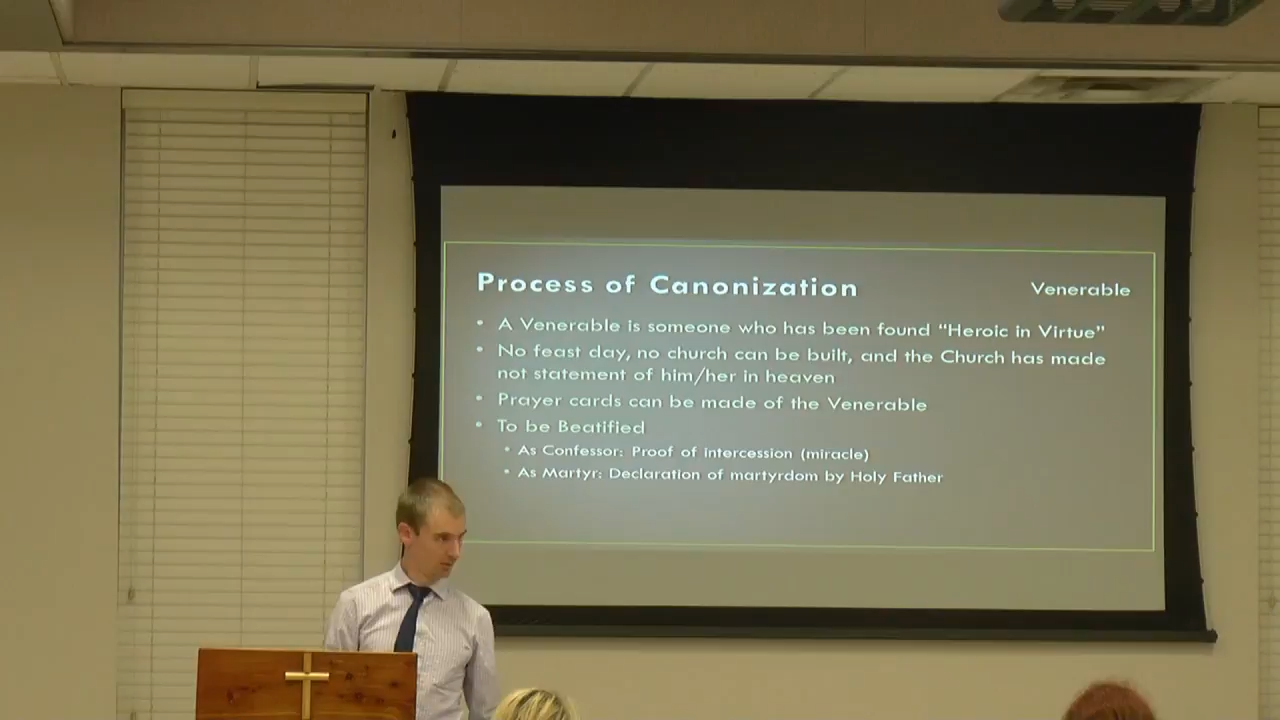 Process of Canonization Venerable
• A Venerable is someone who has been found “Heroic in Virtue”
• No feast day, no church can be built, and the Church has made
not statement of him/her in heaven
• Prayer cards can be made of the Venerable
• To be Beatified
• As Confessor: Proof of intercession (miracle)
• As Martyr: Declaration of martyrdom by Holy Father